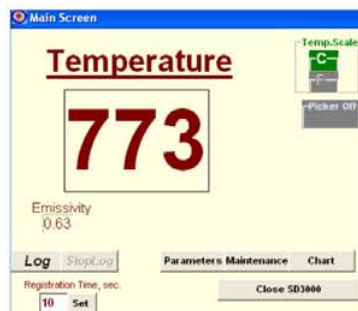 Main Screen
Temp.Scale
Temperature
C
F
Picker Off
773
Emissivity
0.63
Log StopLog Parameters Maintenance Chart
Registration Time, sec.
10 Set
Close SD3000